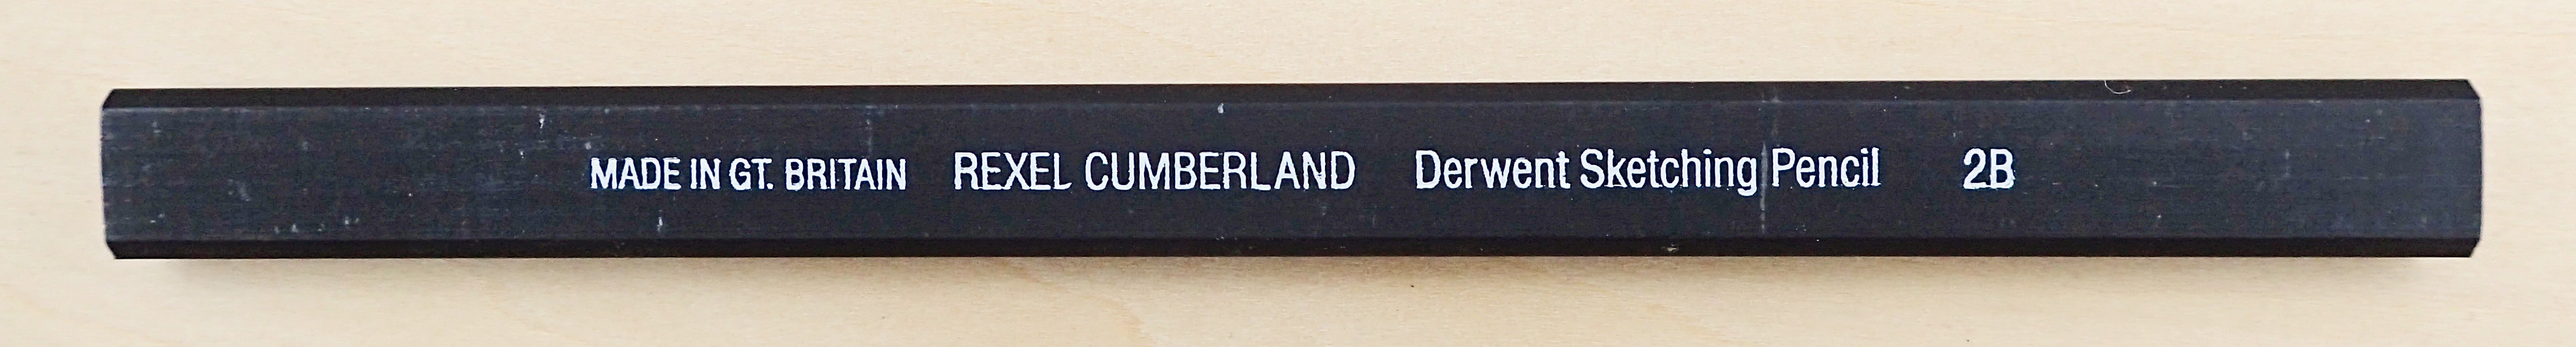 MADE IN GT. BRITAIN REXEL CUMBERLAND Derwent Sketching Pencil 2B